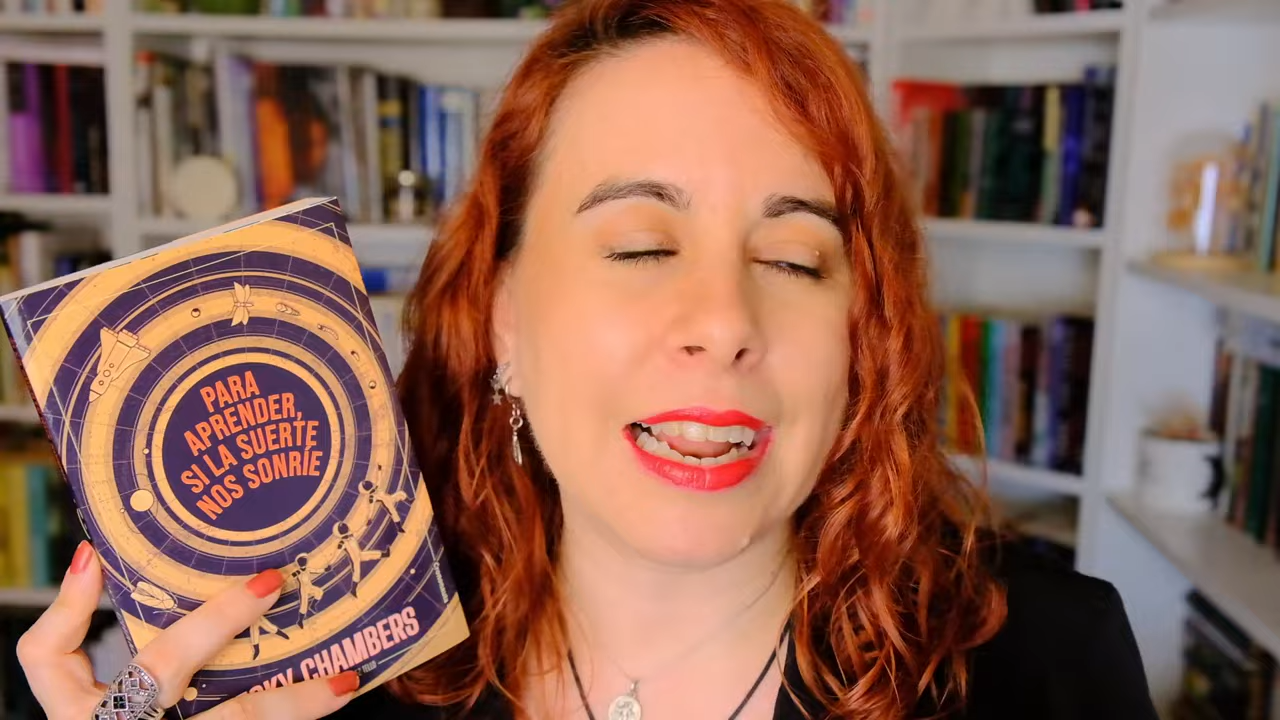 PARA
APRENDER,
SI LA SUERTE
NOS SONRÍE
CHAMBERS